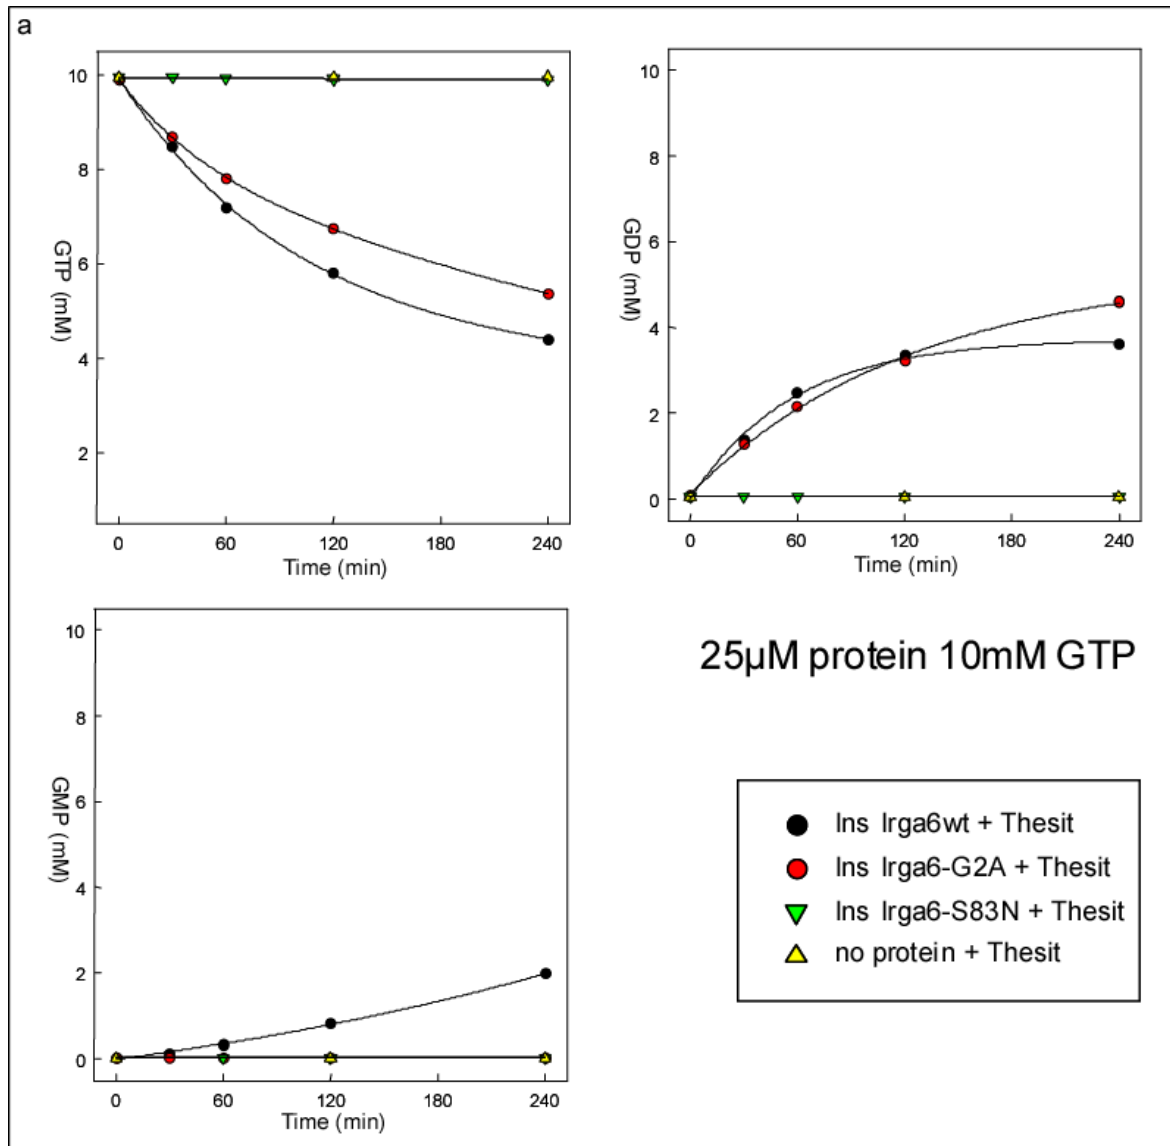 a
10
8
6
4
2
GTP (mM)
0 60 120 180 240
Time (min)
10
8
6
4
2
0
GDP (mM)
0 60 120 180 240
Time (min)
10
8
6
4
2
0
GMP (mM)
0 60 120 180 240
Time (min)
25µM protein 10mM GTP
Ins Irga6wt + Thesit
Ins Irga6-G2A + Thesit
Ins Irga6-S83N + Thesit
no protein + Thesit